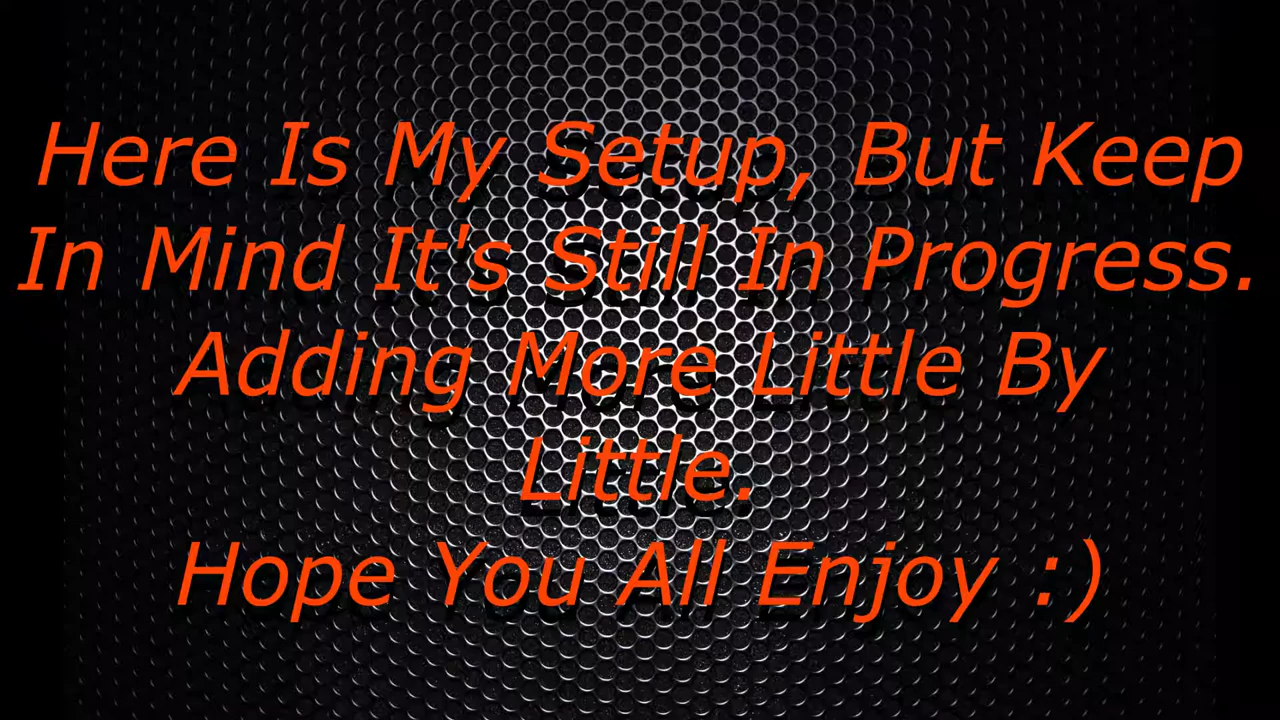 Here Is My Setup, But Keep
In Mind It's Still In Progress.
Adding More Little By
Little.
Hope You All Enjoy :)